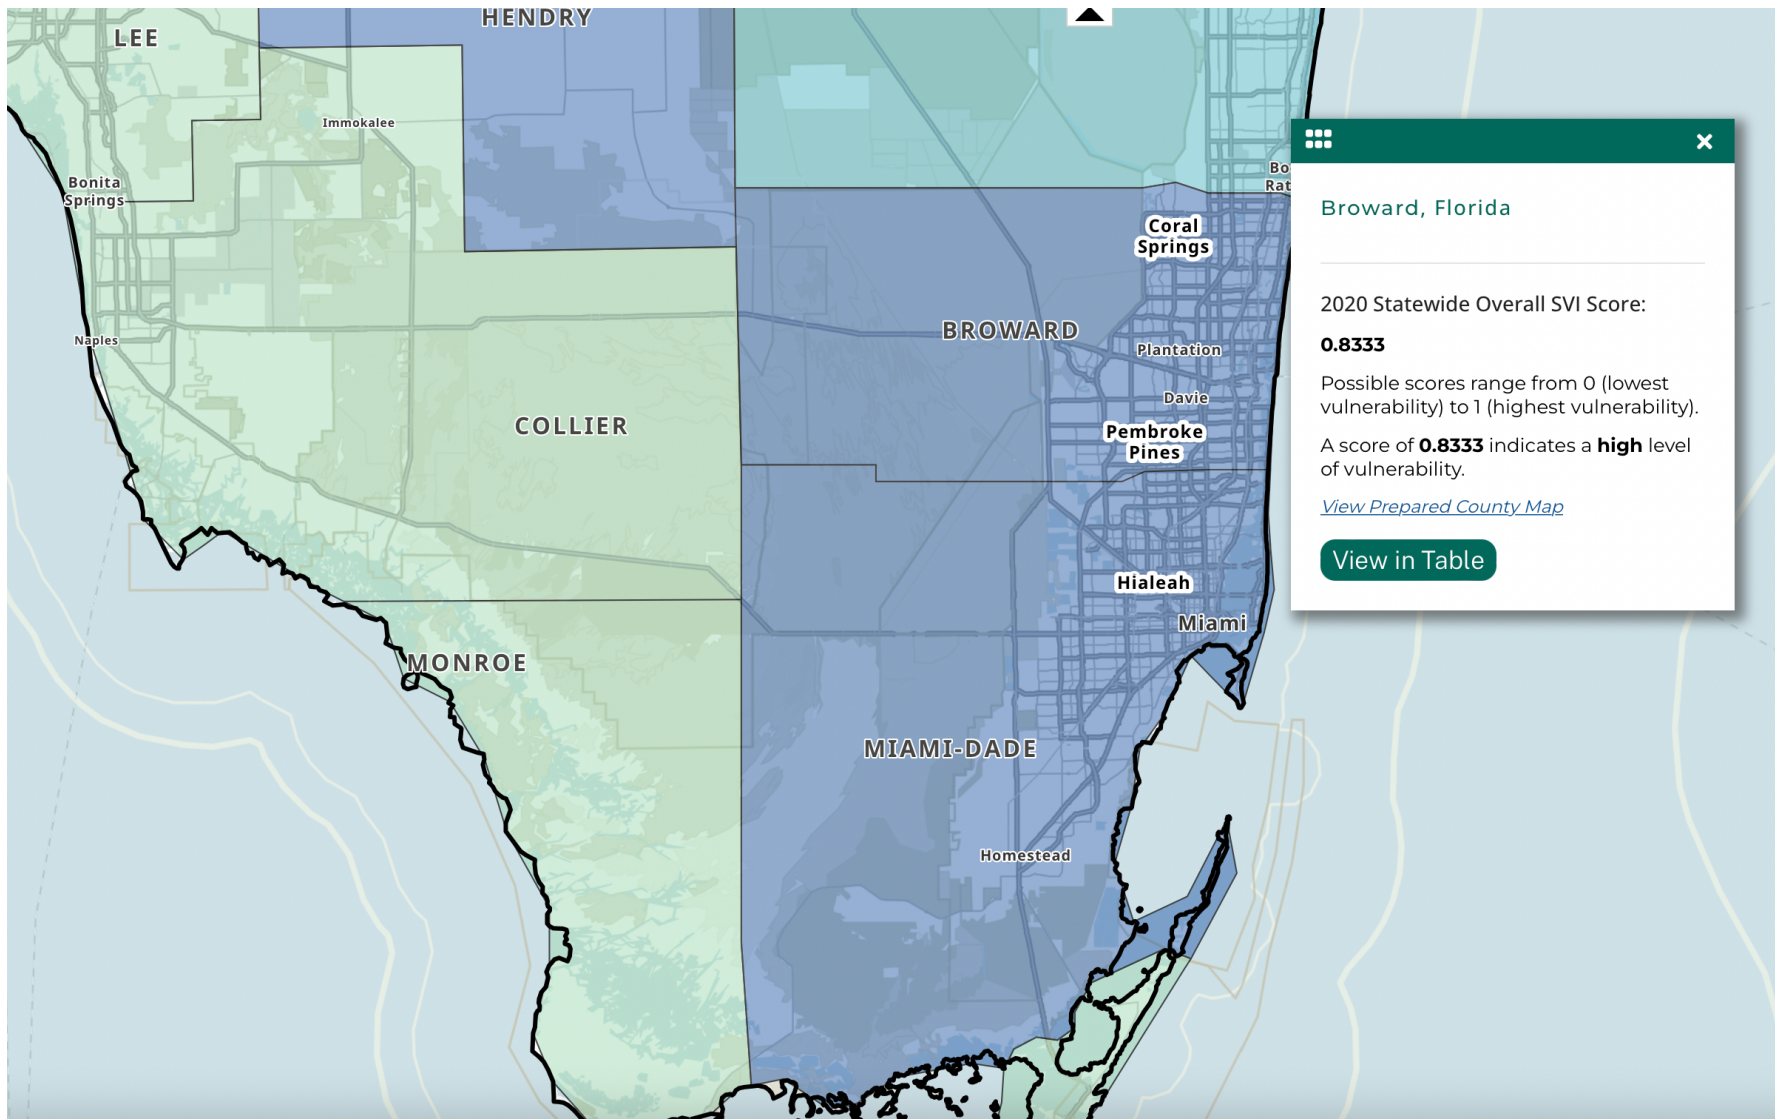 HENDRY
LEE
Immokalee
Bonita
Springs
Naples
COLLIER
MONROE
Bo
Rat
Coral
Springs
BROWARD
Plantation
Davie
Pembroke
Pines
Hialeah
Miami
MIAMI-DADE
Homestead
Broward, Florida
2020 Statewide Overall SVI Score:
0.8333
Possible scores range from 0 (lowest
vulnerability) to 1 (highest vulnerability).
A score of 0.8333 indicates a high level
of vulnerability.
View Prepared County Map
View in Table